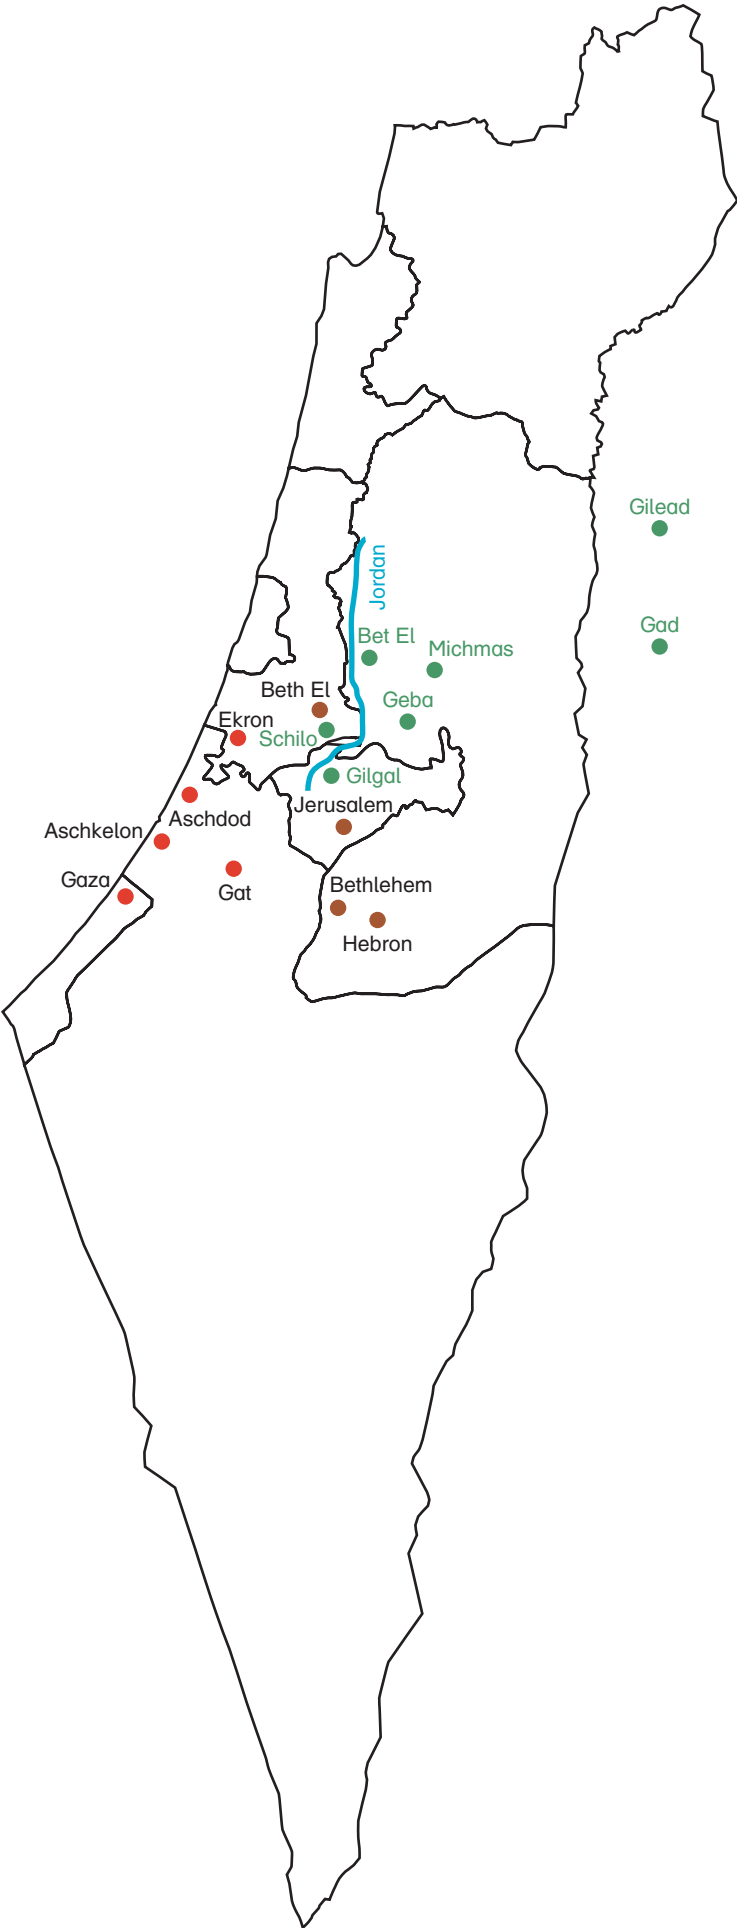 Gilead
Jordan
Gad
Bet El
Michmas
Beth El
Geba
Ekron
Schilo
Gilgal
Jerusalem
Aschdod
Aschkelon
Gaza
Bethlehem
Gat
Hebron